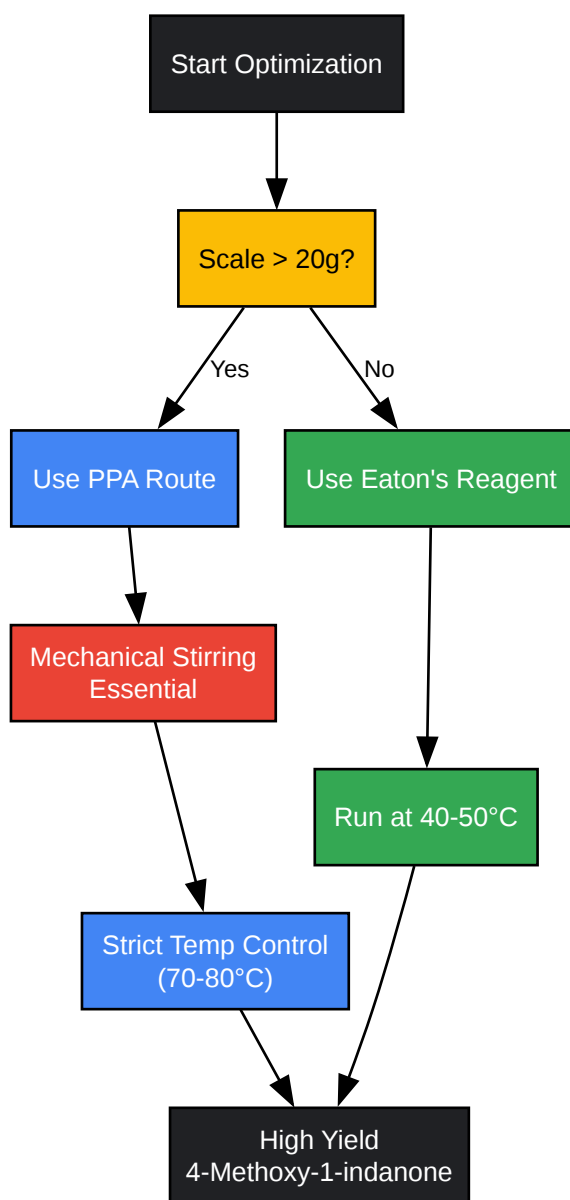 Start Optimization
Scale > 20g?
Yes
No
Use PPA Route
Use Eaton's Reagent
Mechanical Stirring
Essential
Run at 40-50°C
Strict Temp Control
(70-80°C)
High Yield
4-Methoxy-1-indanone